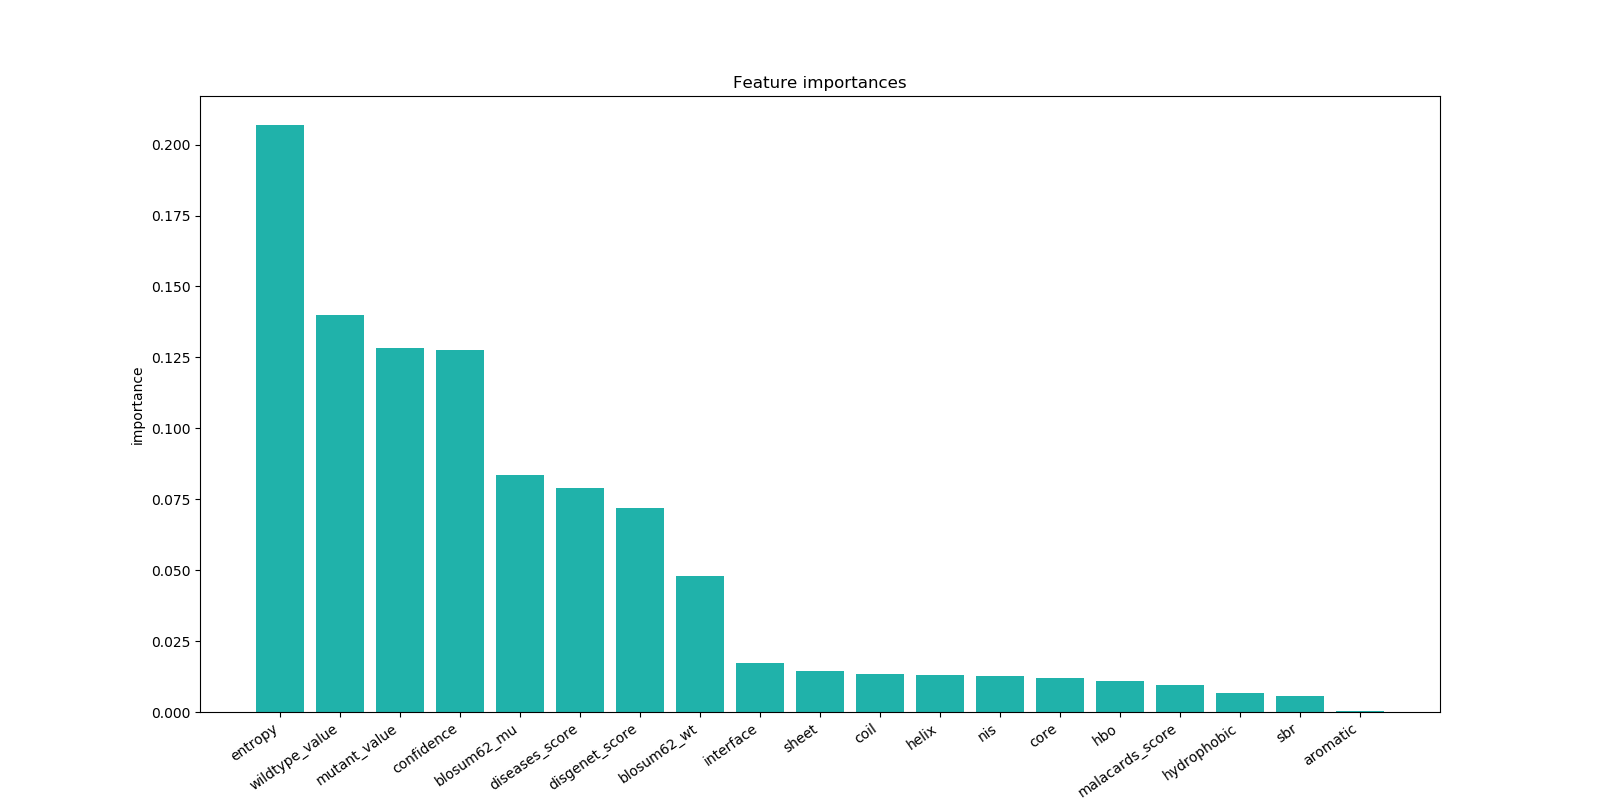 Feature importances
importance
0.200
0.175
0.150
0.125
0.100
0.075
0.050
0.025
0.000
entropy
wildtype_value
mutant_value
confidence
blosum62_mu
diseases_score
disgenet_score
blosum62_wt
interface
sheet
coil
helix
nis
core
hbo
malacards_score
hydrophobic
sbr
aromatic